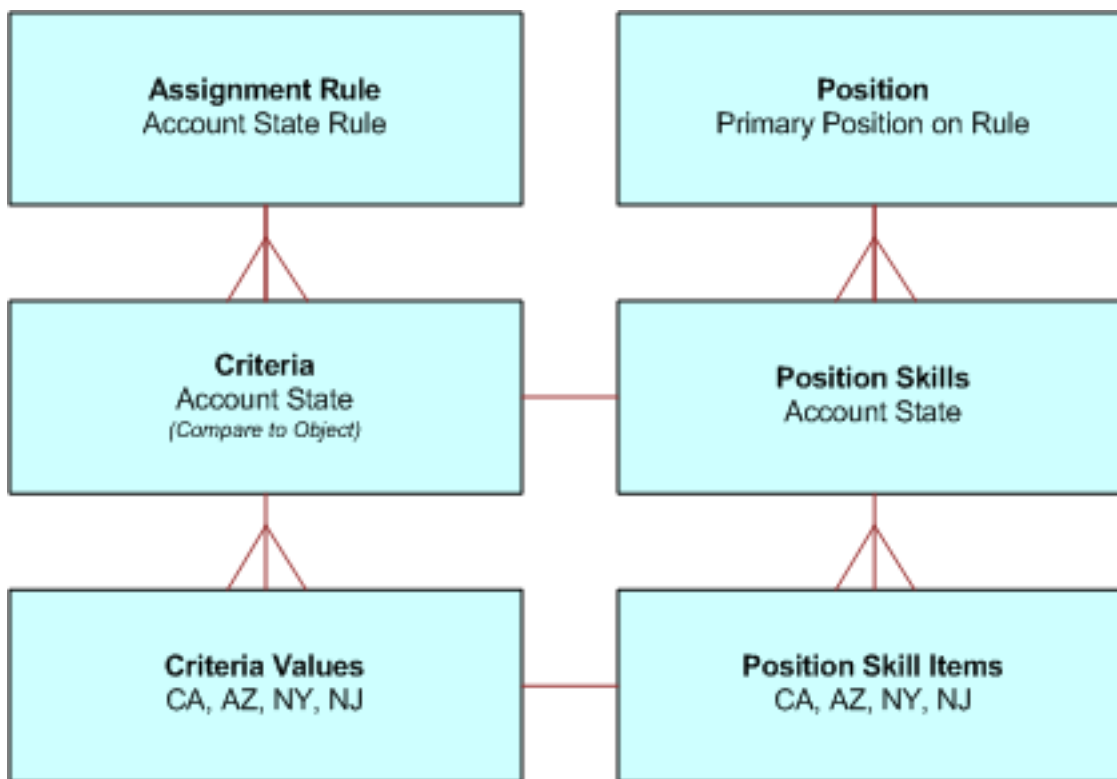 Assignment Rule
Account State Rule
Position
Primary Position on Rule
Criteria
Account State
(Compare to Object)
Position Skills
Account State
Criteria Values
CA, AZ, NY, NJ
Position Skill Items
CA, AZ, NY, NJ